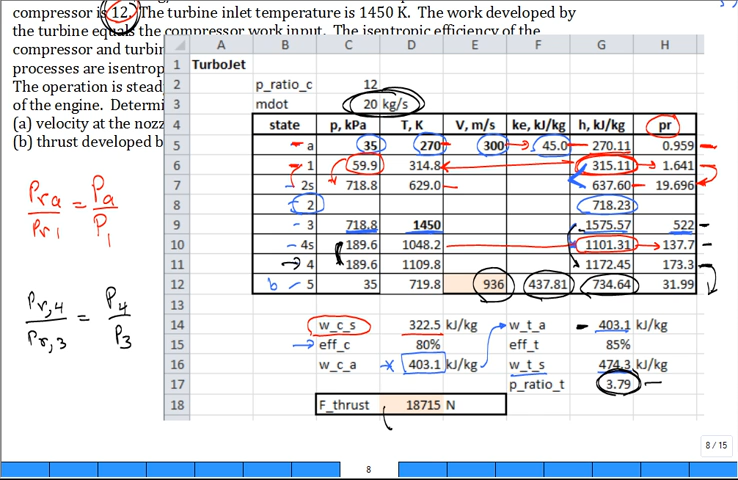 compressor is 12. The turbine inlet temperature is 1450 K. The work developed by
the turbine equals the compressor work input. The isentropic efficiency of the
compressor and turbin
processes are isentrop
The operation is stead
of the engine. Determi
(a) velocity at the nozz
(b) thrust developed b
A B C D E F G H
1 TurboJet
2 p_ratio_c 12
3 mdot 20 kg/s
4 state p, kPa T, K V, m/s ke, kJ/kg h, kJ/kg pr
5 a 35 270 300 45.0 270.11 0.959
6 1 59.9 314.8 315.11 1.641
7 2s 718.8 629.0 637.60 19.696
8 2 718.23
9 3 718.8 1450 1575.57 522
10 4s 189.6 1048.2 1101.31 137.7
11 4 189.6 1109.8 1172.45 173.3
12 b 5 35 719.8 936 437.81 734.64 31.99
13
14 w_c_s 322.5 kJ/kg w_t_a 403.1 kJ/kg
15 eff_c 80% eff_t 85%
16 w_c_a 403.1 kJ/kg w_t_s 474.3 kJ/kg
17 p_ratio_t 3.79
18 F_thrust 18715 N
Pra/Pr1 = Pa/P1
Pr,4/Pr,3 = P4/P3
8 / 15
8